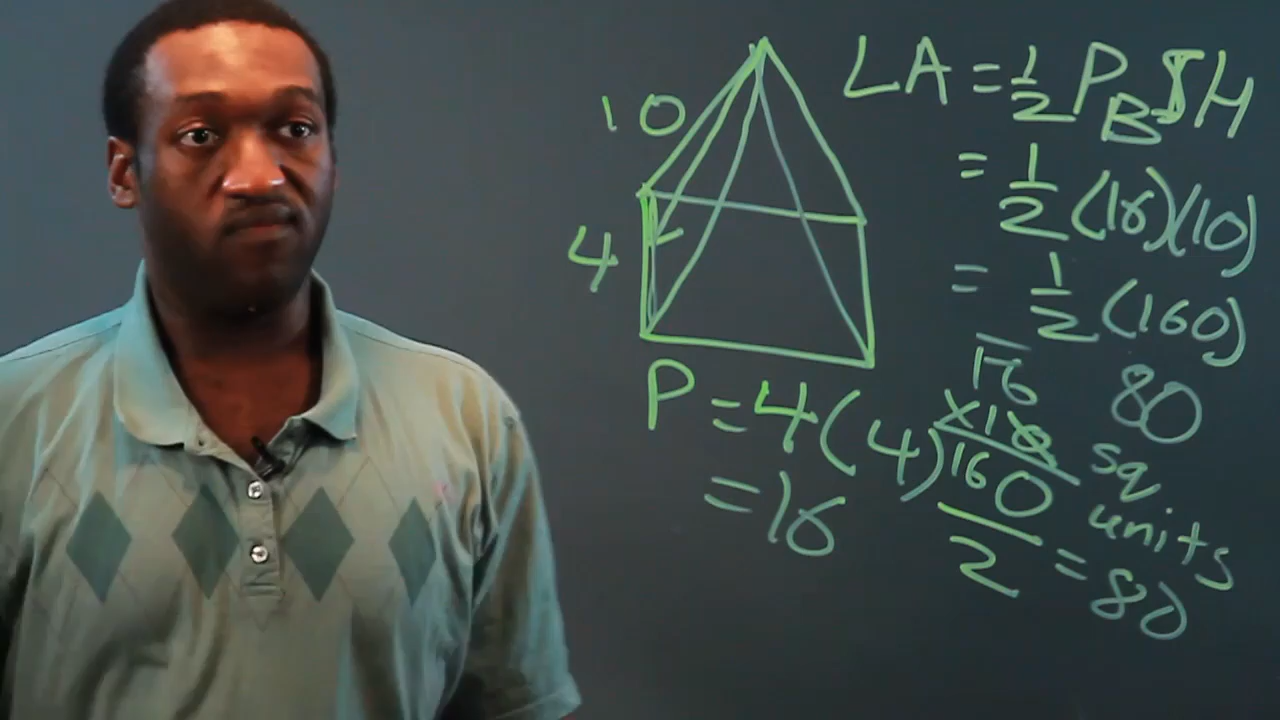 10
4
P = 4(4)
= 16
LA = 1/2 P_B SH
= 1/2 (16)(10)
= 1/2 (160)
= 80
sq
units
16
x10
160
2
= 80